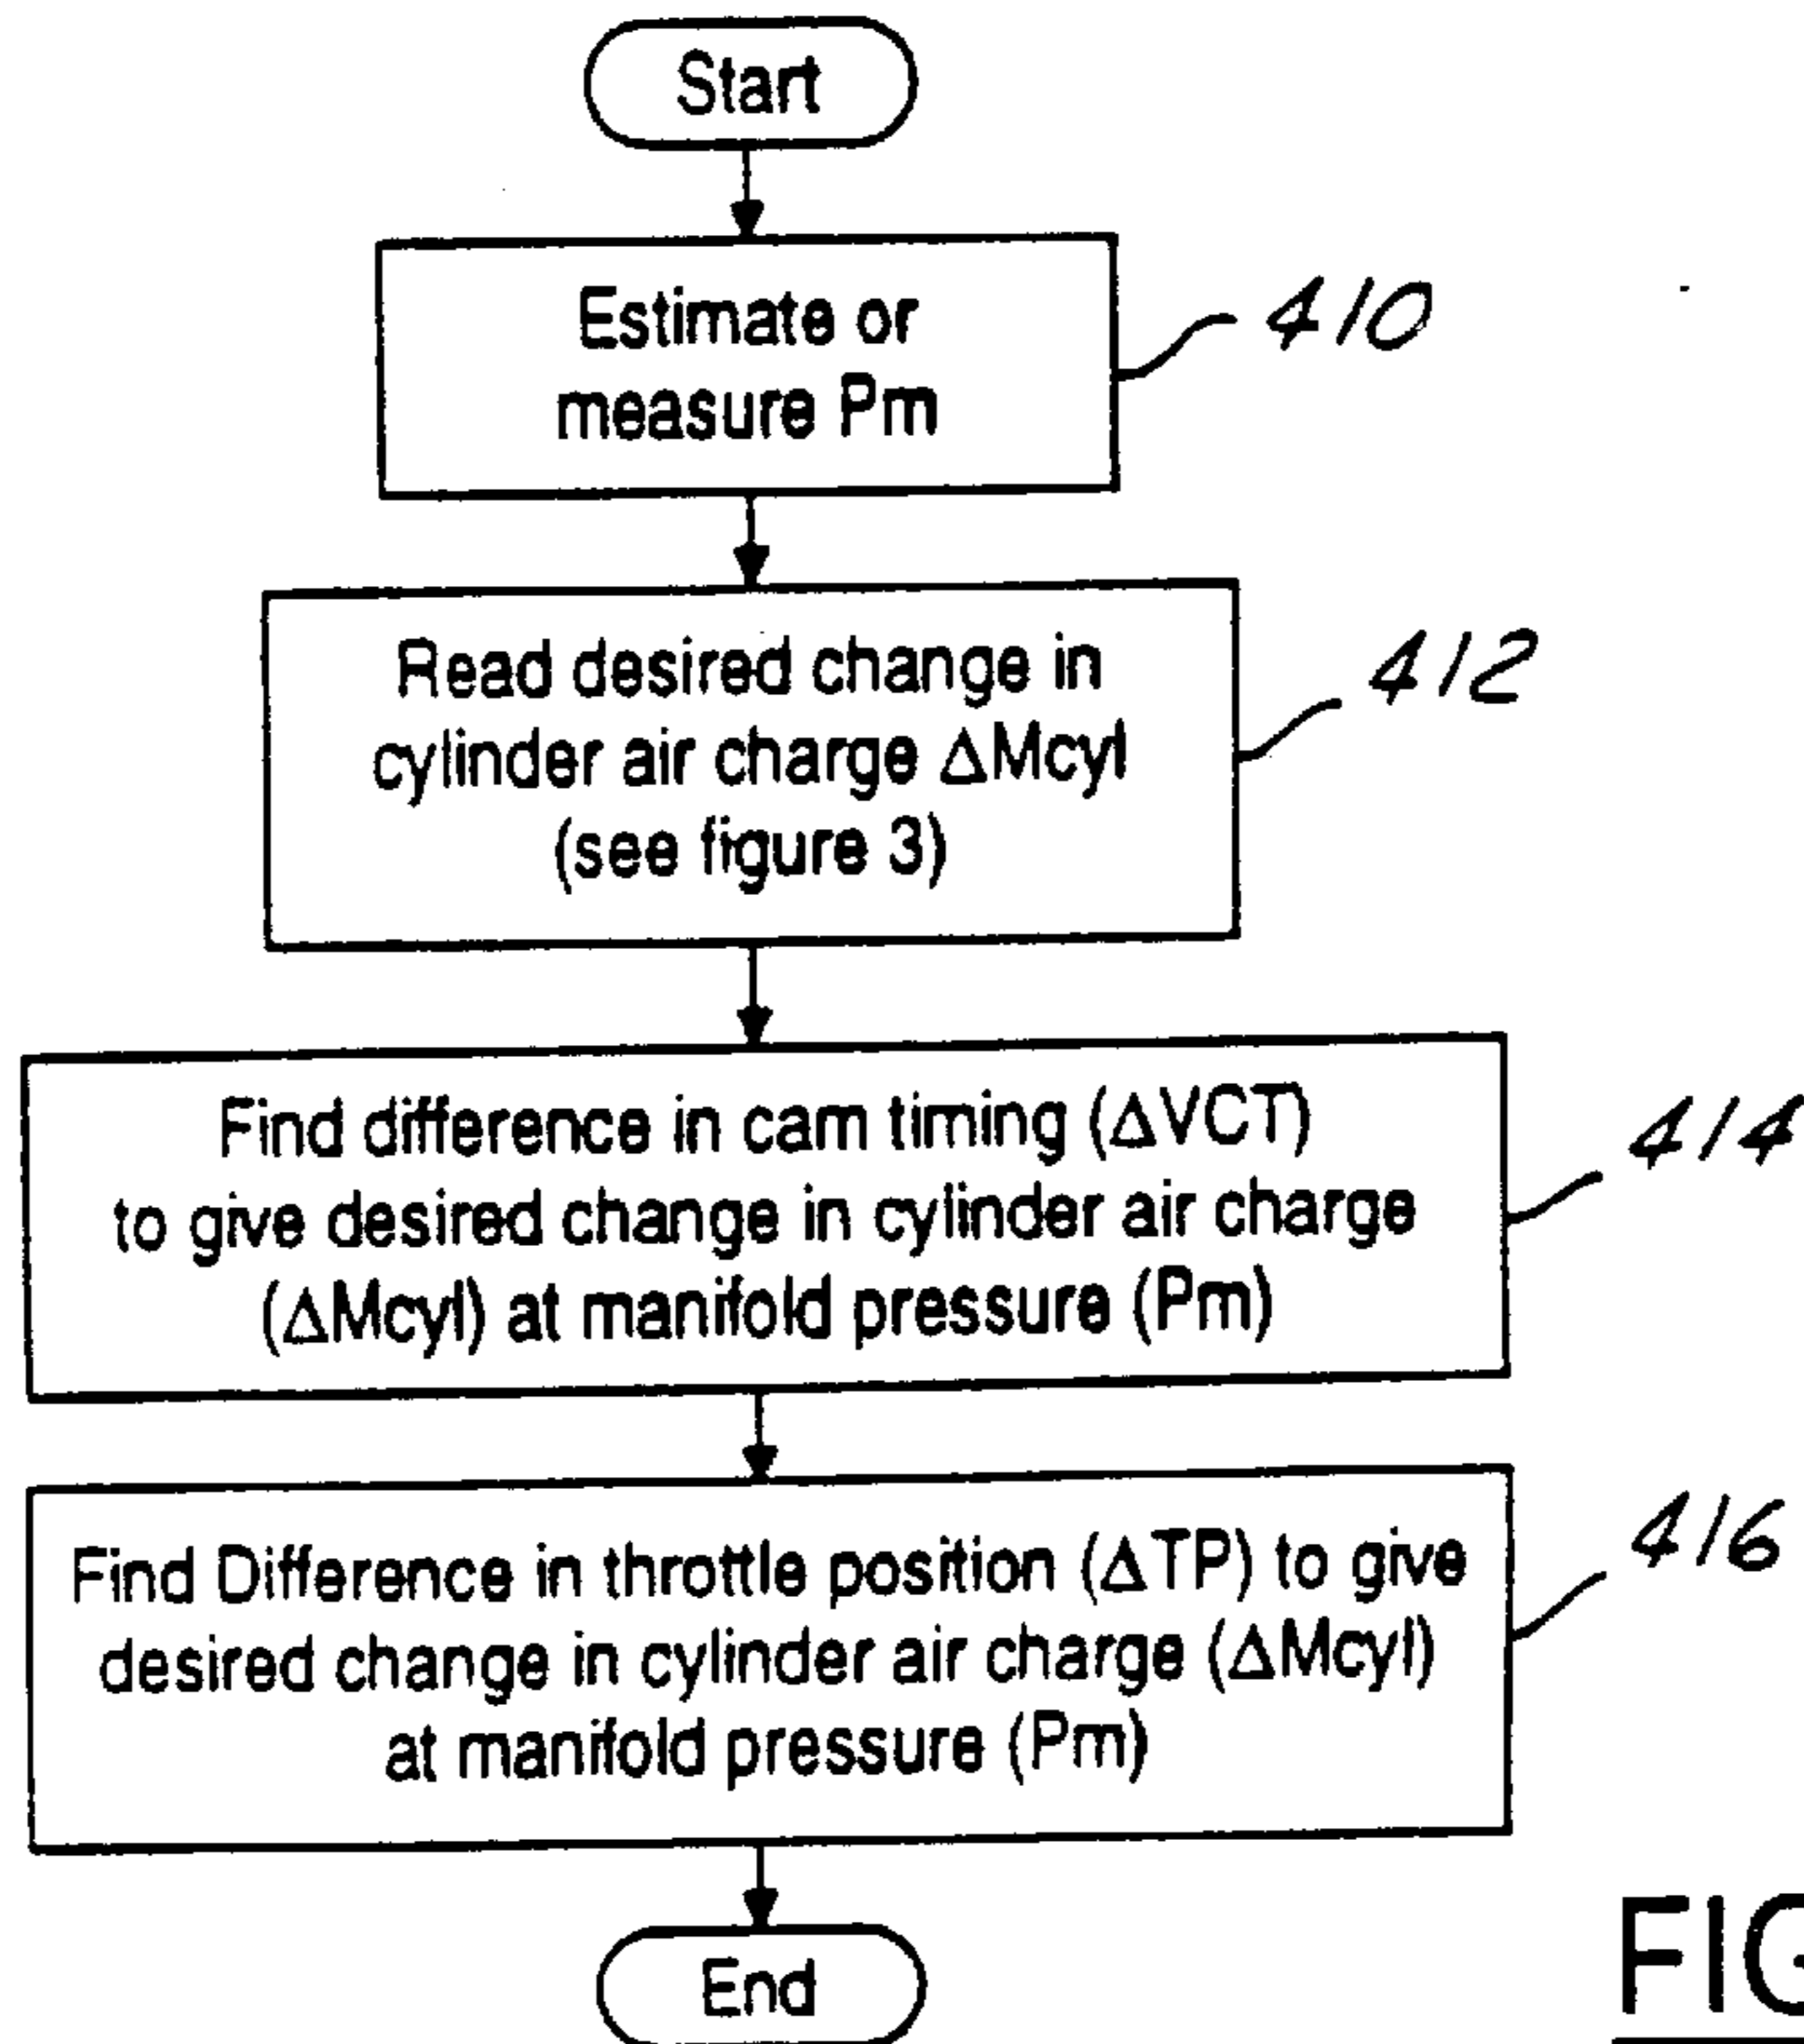 Start
Estimate or
measure Pm
410
Read desired change in
cylinder air charge ΔMcyl
(see figure 3)
412
Find difference in cam timing (ΔVCT)
to give desired change in cylinder air charge
(ΔMcyl) at manifold pressure (Pm)
414
Find Difference in throttle position (ΔTP) to give
desired change in cylinder air charge (ΔMcyl)
at manifold pressure (Pm)
416
End
FIG